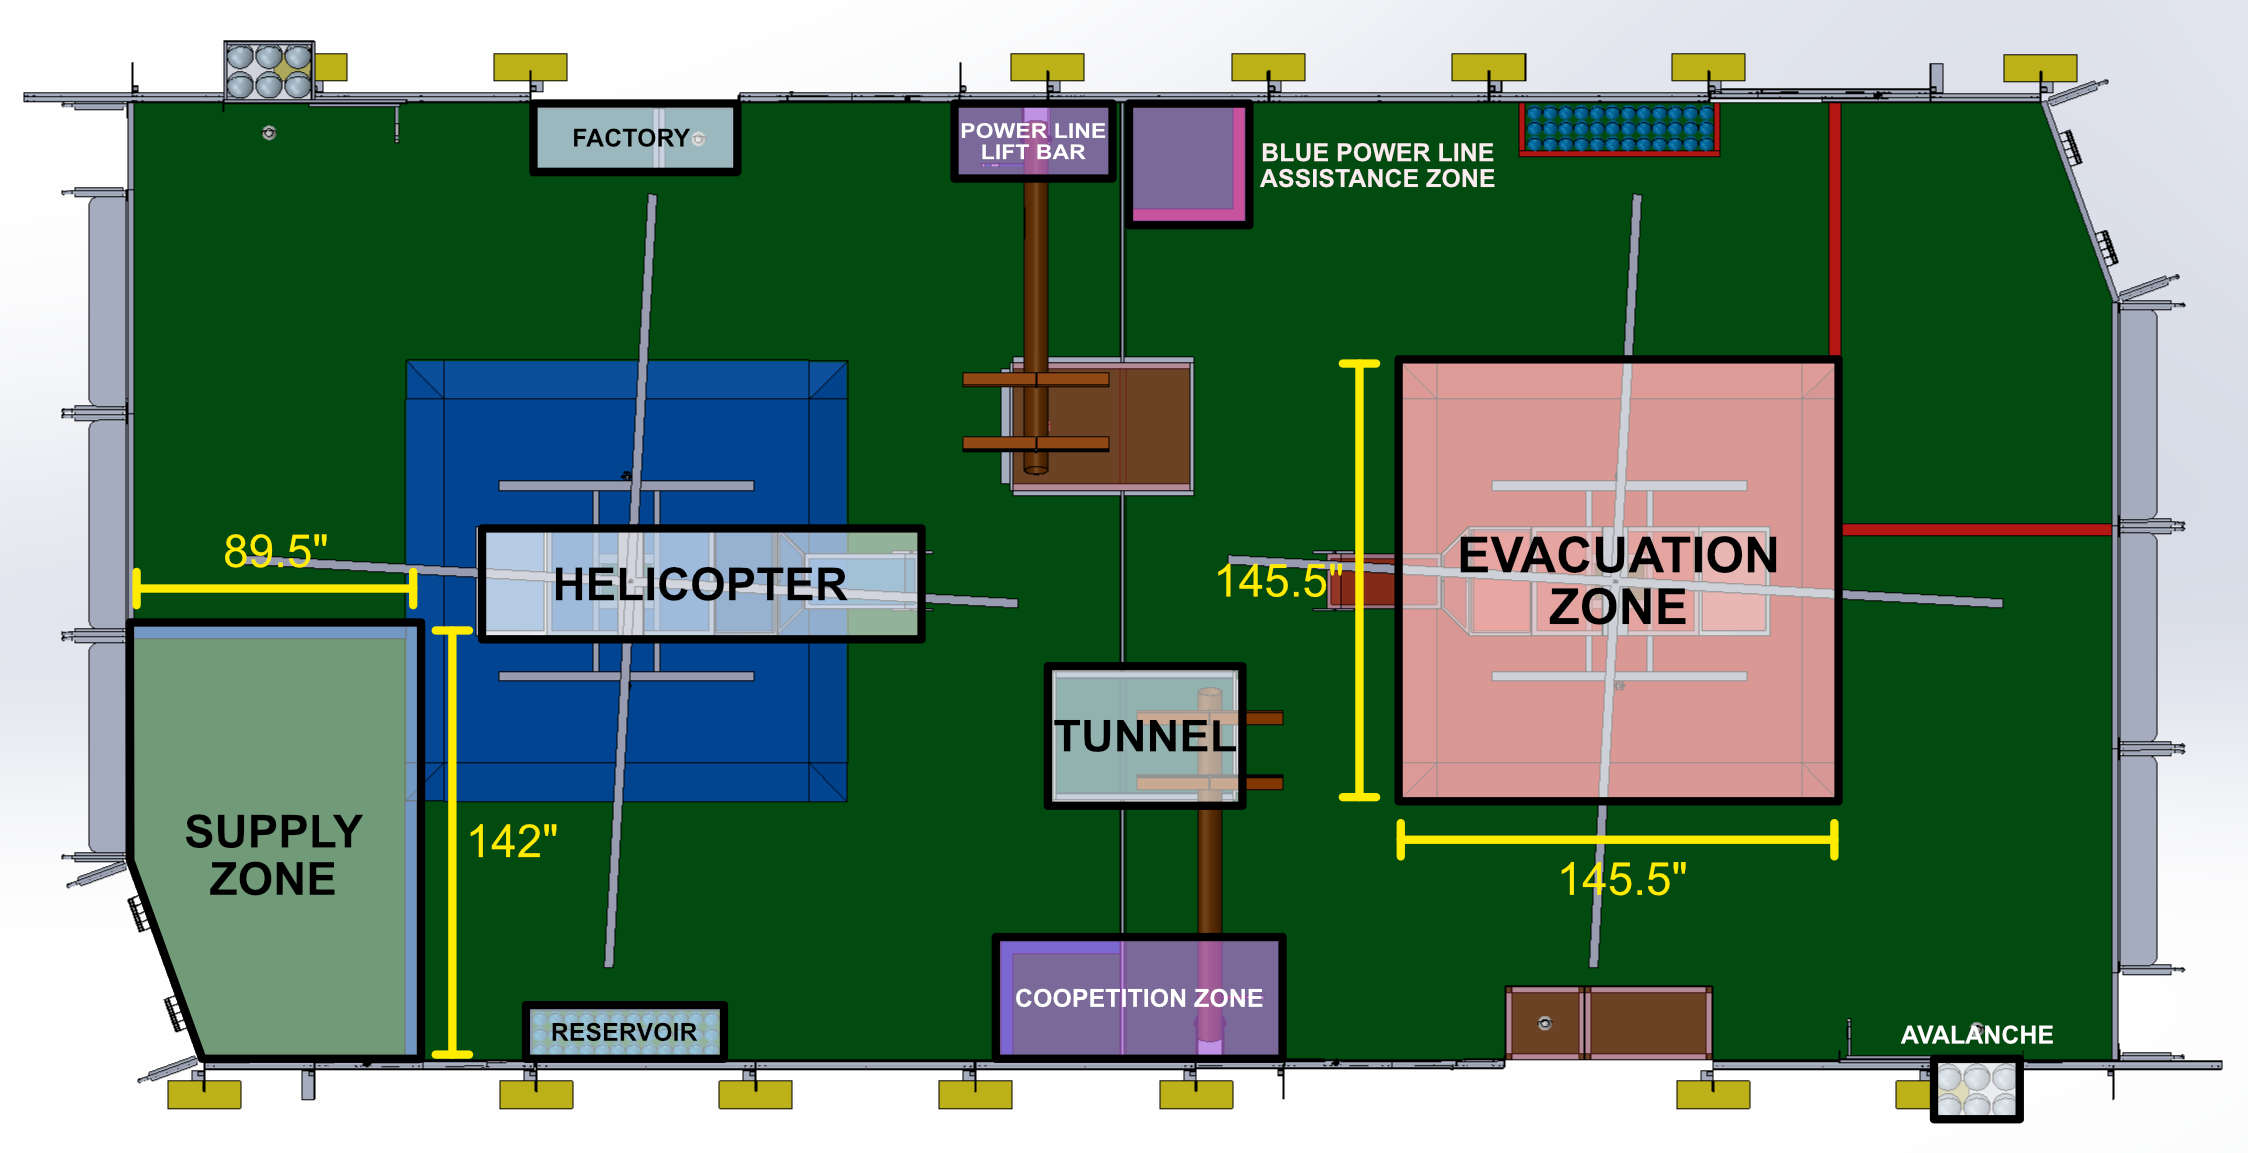 FACTORY
POWER LINE
LIFT BAR
BLUE POWER LINE
ASSISTANCE ZONE
89.5"
HELICOPTER
145.5"
EVACUATION
ZONE
TUNNEL
SUPPLY
ZONE
142"
145.5"
COOPETITION ZONE
RESERVOIR
AVALANCHE